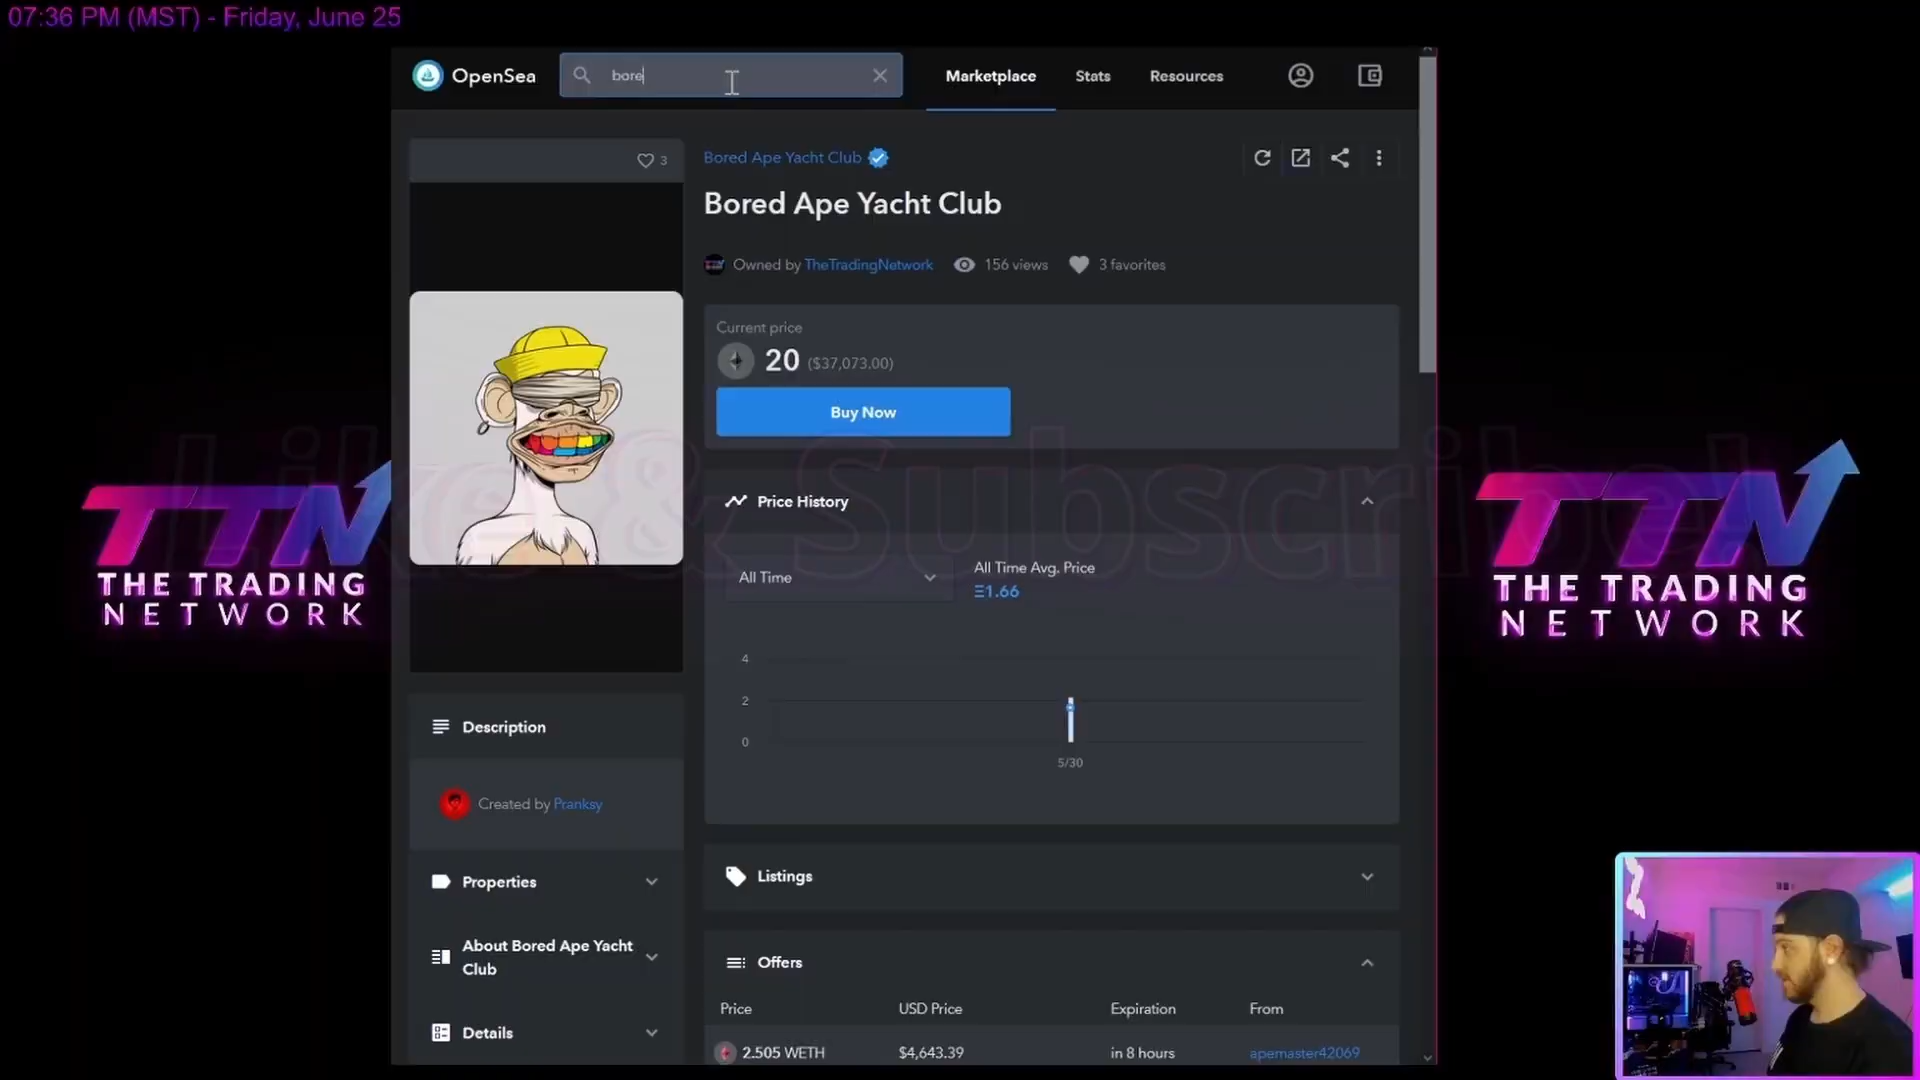 07:36 PM (MST) - Friday, June 25
OpenSea
bore
Marketplace
Stats
Resources
3
Bored Ape Yacht Club
Bored Ape Yacht Club
Owned by TheTradingNetwork
156 views
3 favorites
Current price
20 ($37,073.00)
Buy Now
Like & Subscribe!
Price History
All Time
All Time Avg. Price
Ξ1.66
4
2
0
5/30
TTN
THE TRADING
NETWORK
TTN
THE TRADING
NETWORK
Description
Created by Pranksy
Properties
About Bored Ape Yacht
Club
Details
Listings
Offers
Price USD Price Expiration From
2.505 WETH $4,643.39 in 8 hours apemaster42069